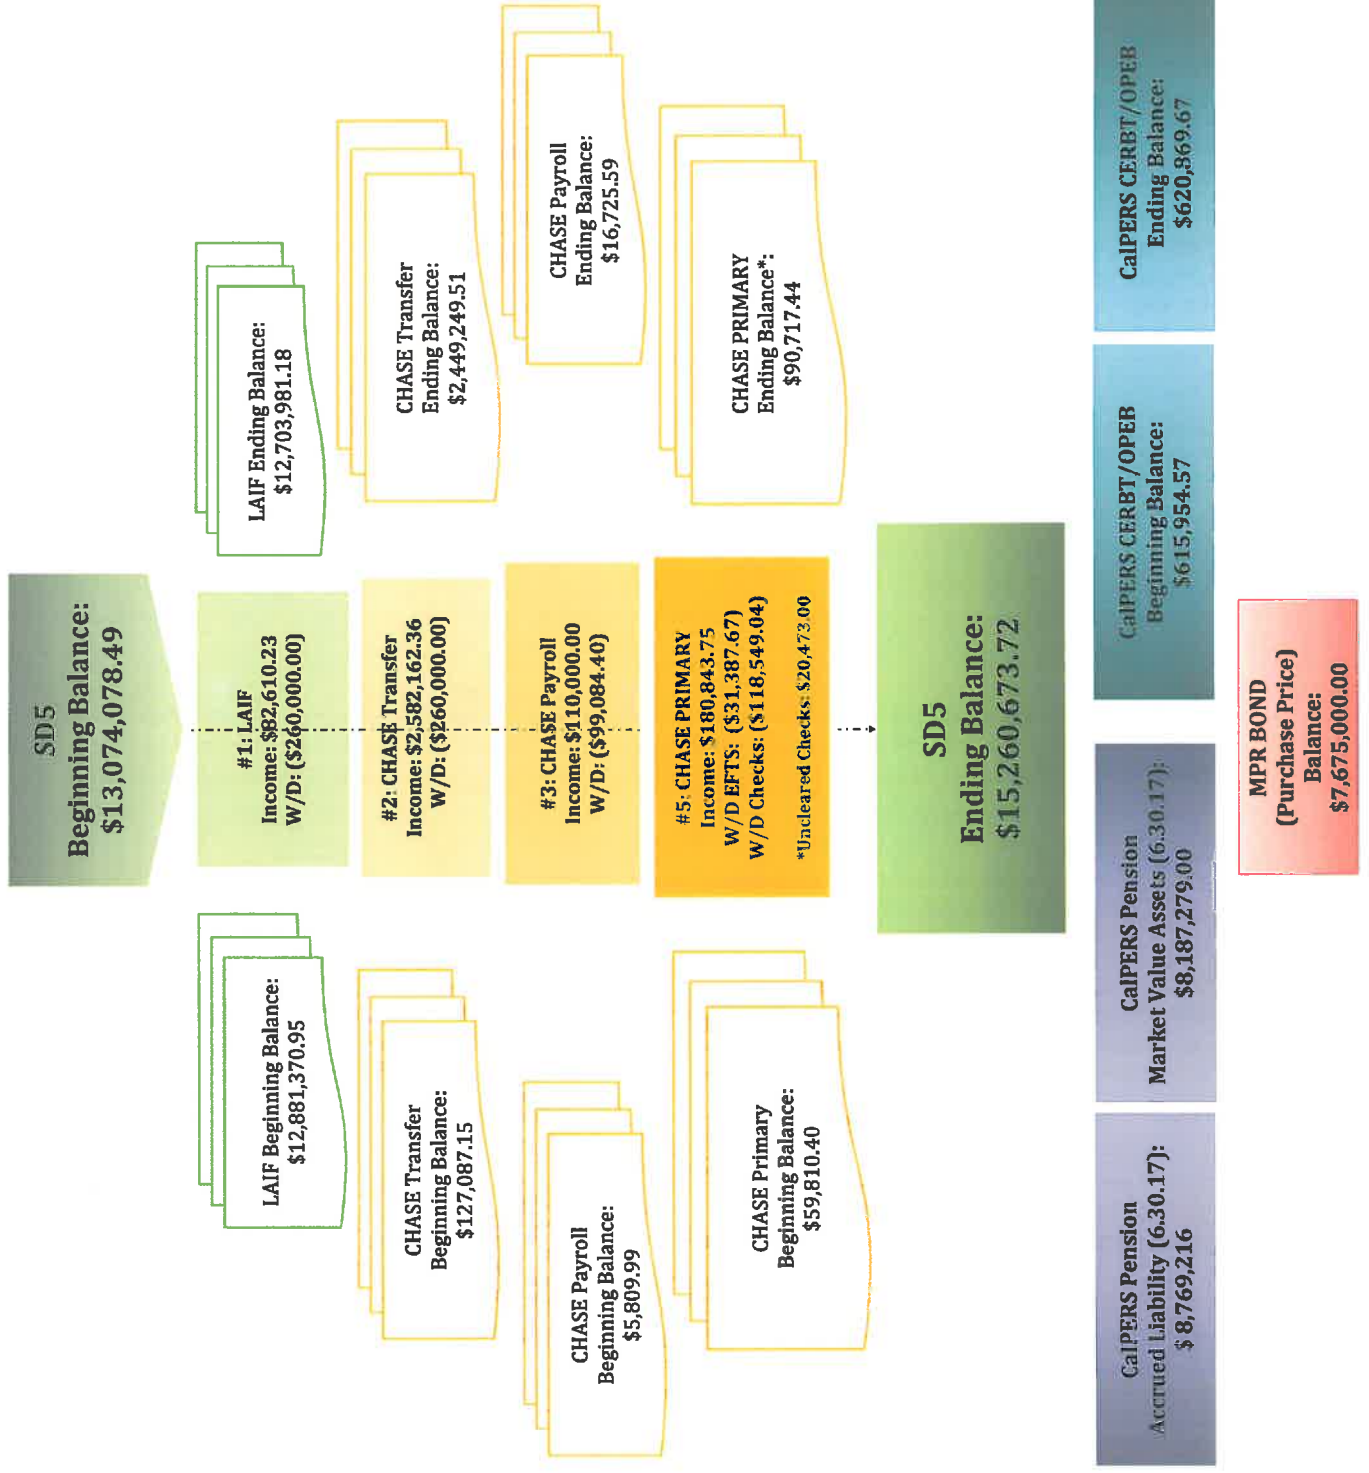 SD5
Beginning Balance:
$13,074,078.49
LAIF Beginning Balance:
$12,881,370.95
#1: LAIF
Income: $82,610.23
W/D: ($260,000.00)
LAIF Ending Balance:
$12,703,981.18
CHASE Transfer
Beginning Balance:
$127,087.15
#2: CHASE Transfer
Income: $2,582,162.36
W/D: ($260,000.00)
CHASE Transfer
Ending Balance:
$2,449,249.51
CHASE Payroll
Beginning Balance:
$5,809.99
#3: CHASE Payroll
Income: $110,000.00
W/D: ($99,084.40)
CHASE Payroll
Ending Balance:
$16,725.59
CHASE Primary
Beginning Balance:
$59,810.40
#5: CHASE PRIMARY
Income: $180,843.75
W/D EFTS: ($31,387.67)
W/D Checks: ($118,549.04)
*Uncleared Checks: $20,473.00
CHASE PRIMARY
Ending Balance*:
$90,717.44
SD5
Ending Balance:
$15,260,673.72
CalPERS Pension
Accrued Liability (6.30.17):
$ 8,769,216
CalPERS Pension
Market Value Assets (6.30.17):
$8,187,279.00
CalPERS CERBT/OPEB
Beginning Balance:
$615,954.57
CalPERS CERBT/OPEB
Ending Balance:
$620,869.67
MPR BOND
(Purchase Price)
Balance:
$7,675,000.00